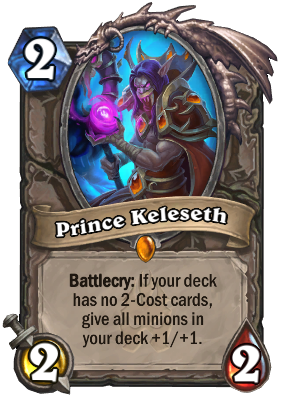 2
Prince Keleseth
Battlecry: If your deck
has no 2-Cost cards,
give all minions in
your deck +1/+1.
2
2